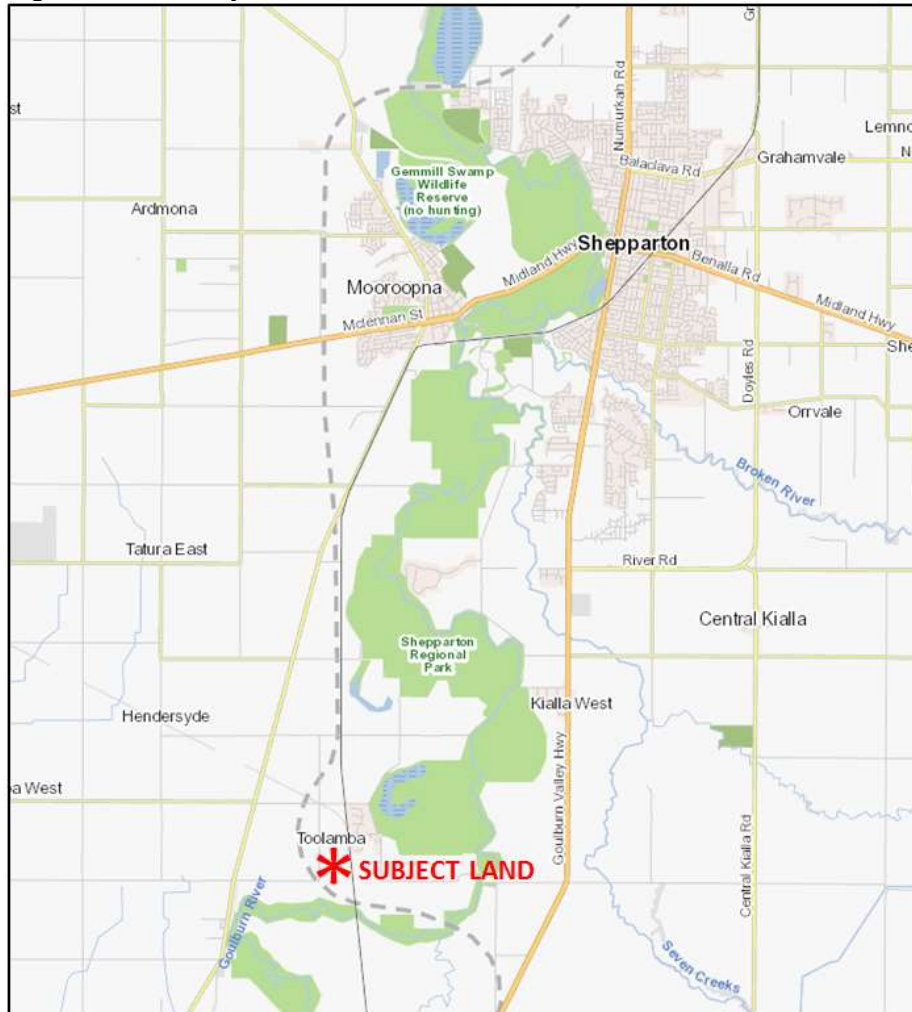 st
Gr
Numurkah Rd
Lemno
N
Balaclava Rd
Grahamvale
Gemmill Swamp
Wildlife
Reserve
(no hunting)
Ardmona
Shepparton
Midland Hwy
Benalla Rd
Mooroopna
Mclennan St
Midland Hwy
She
Doyles Rd
Orrvale
Broken River
Tatura East
River Rd
Central Kialla
Shepparton
Regional
Park
Kialla West
Hendersyde
Goulburn Valley Hwy
a West
Toolamba
* SUBJECT LAND
Central Kialla Rd
Goulburn River
Seven Creeks